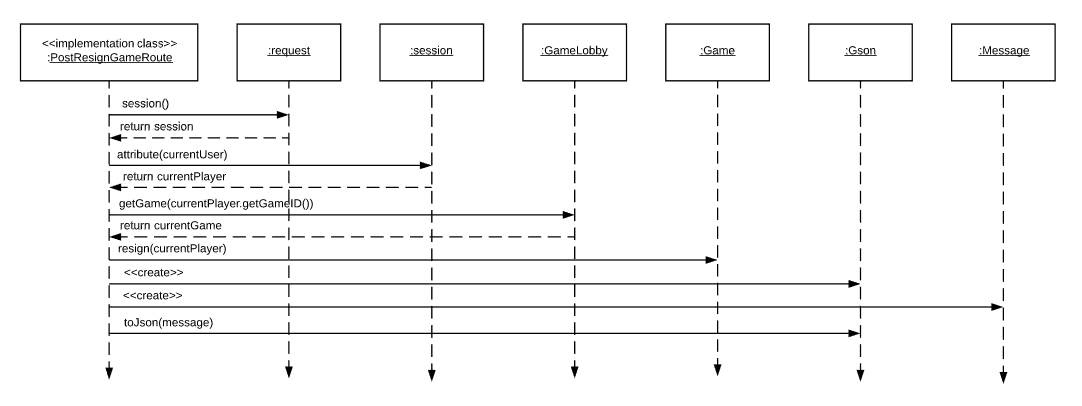 <<implementation class>>
:PostResignGameRoute
:request
:session
:GameLobby
:Game
:Gson
:Message
session()
return session
attribute(currentUser)
return currentPlayer
getGame(currentPlayer.getGameID())
return currentGame
resign(currentPlayer)
<<create>>
<<create>>
toJson(message)